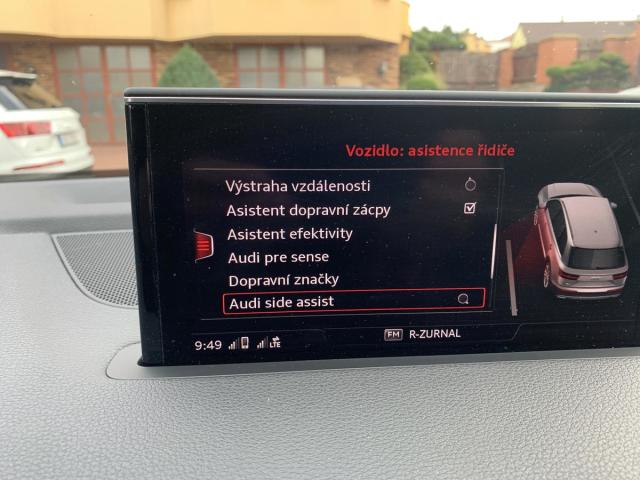 Vozidlo: asistence řidiče
Výstraha vzdálenosti
Asistent dopravní zácpy
Asistent efektivity
Audi pre sense
Dopravní značky
Audi side assist
9:49 LTE FM R-ZURNAL